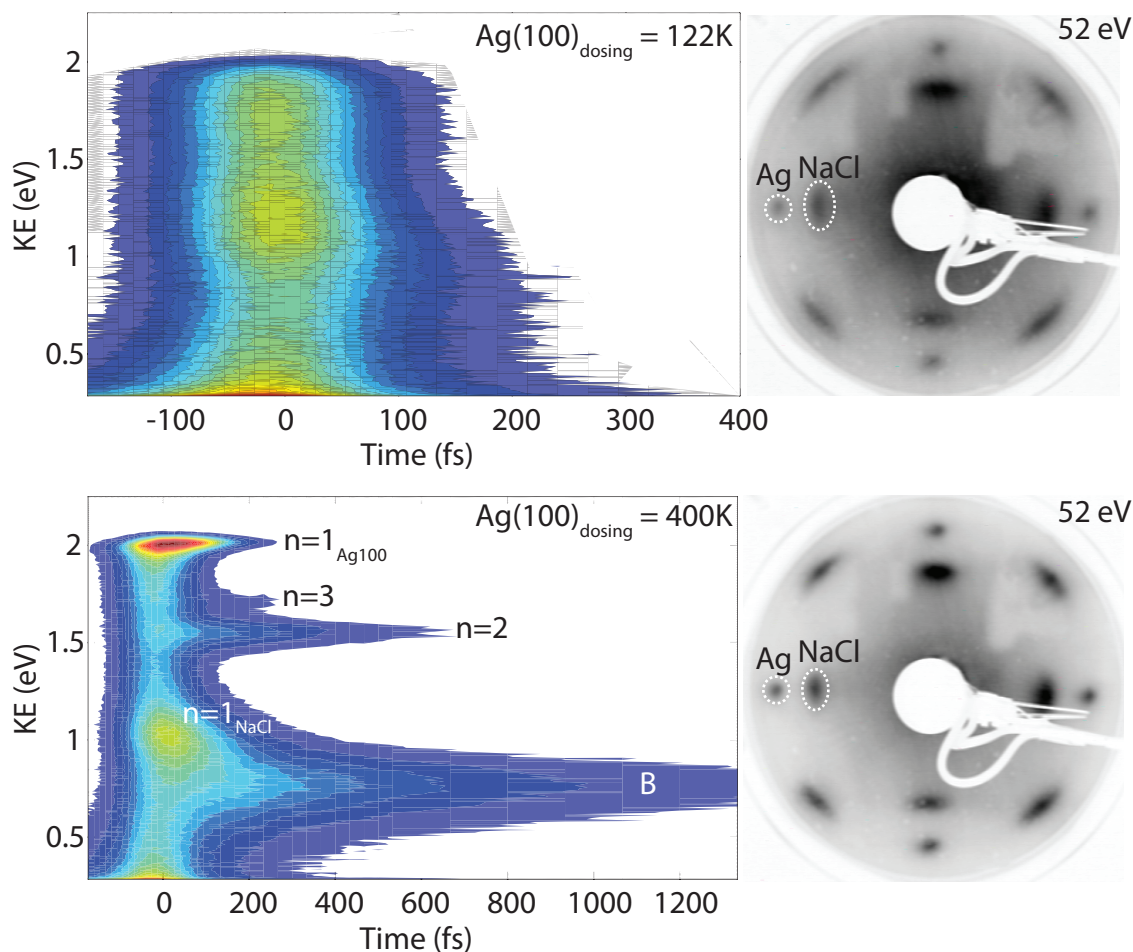 Ag(100)dosing = 122K
52 eV
KE (eV)
2
1.5
1
0.5
Ag
NaCl
-100
0
100
200
300
400
Time (fs)
Ag(100)dosing = 400K
52 eV
KE (eV)
2
1.5
1
0.5
n=1Ag100
n=3
n=2
n=1NaCl
B
Ag
NaCl
0
200
400
600
800
1000
1200
Time (fs)